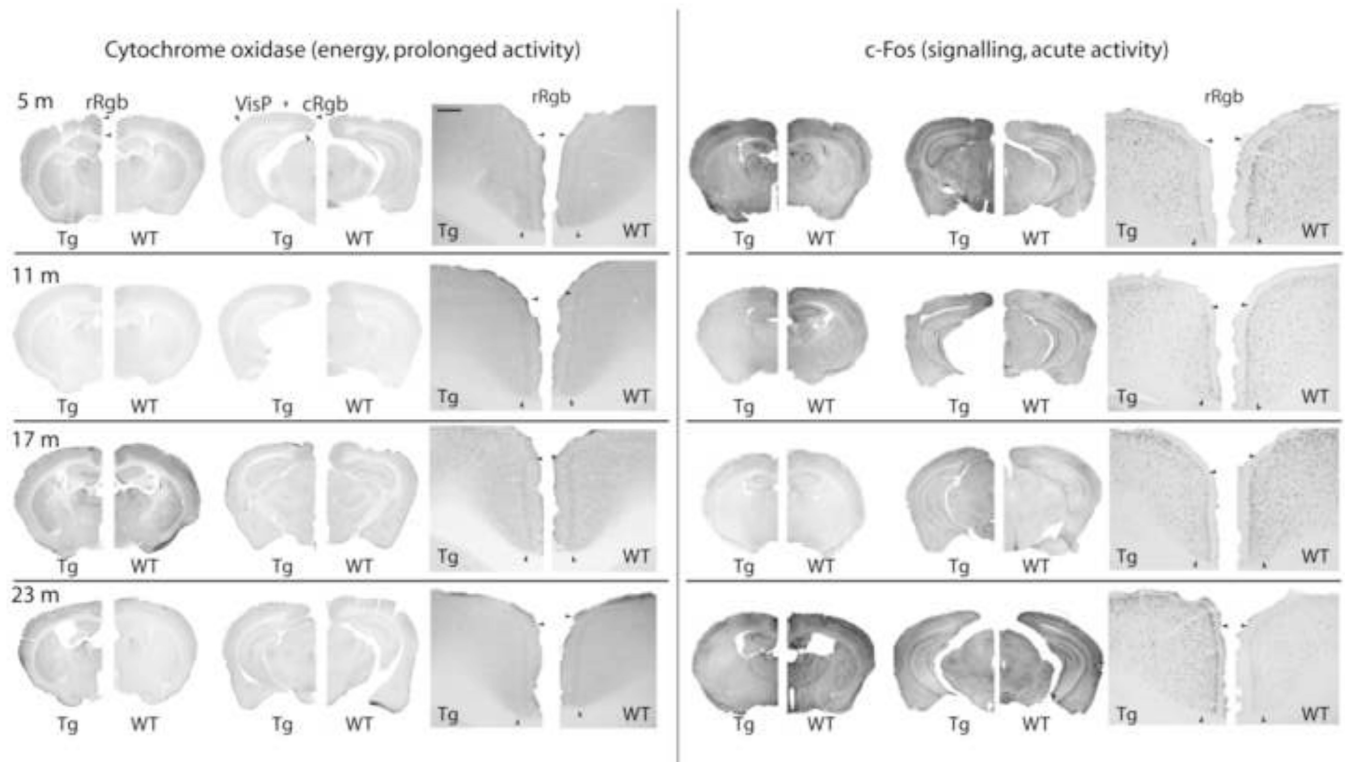 Cytochrome oxidase (energy, prolonged activity)
c-Fos (signalling, acute activity)
5 m
rRgb
VisP
cRgb
rRgb
rRgb
Tg WT
Tg WT
Tg WT
Tg WT
Tg WT
Tg WT
11 m
Tg WT
Tg WT
Tg WT
Tg WT
Tg WT
Tg WT
17 m
Tg WT
Tg WT
Tg WT
Tg WT
Tg WT
Tg WT
23 m
Tg WT
Tg WT
Tg WT
Tg WT
Tg WT
Tg WT